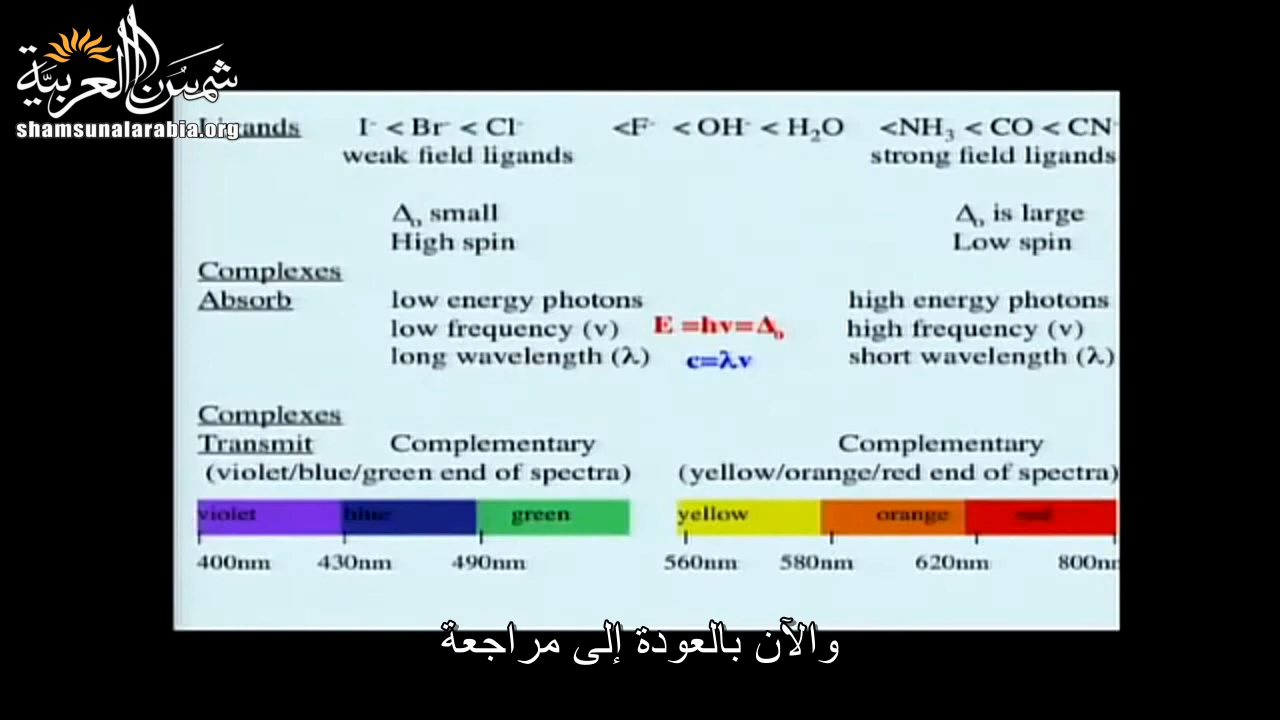 شمس العربية
shamsunalarabia.org
Ligands I⁻ < Br⁻ < Cl⁻ <F⁻ < OH⁻ < H₂O <NH₃ < CO < CN⁻
weak field ligands strong field ligands
Δₒ small Δₒ is large
High spin Low spin
Complexes
Absorb low energy photons high energy photons
low frequency (ν) E =hν=Δₒ high frequency (ν)
long wavelength (λ) c=λν short wavelength (λ)
Complexes
Transmit Complementary Complementary
(violet/blue/green end of spectra) (yellow/orange/red end of spectra)
violet blue green yellow orange red
400nm 430nm 490nm 560nm 580nm 620nm 800nm
والآن بالعودة إلى مراجعة